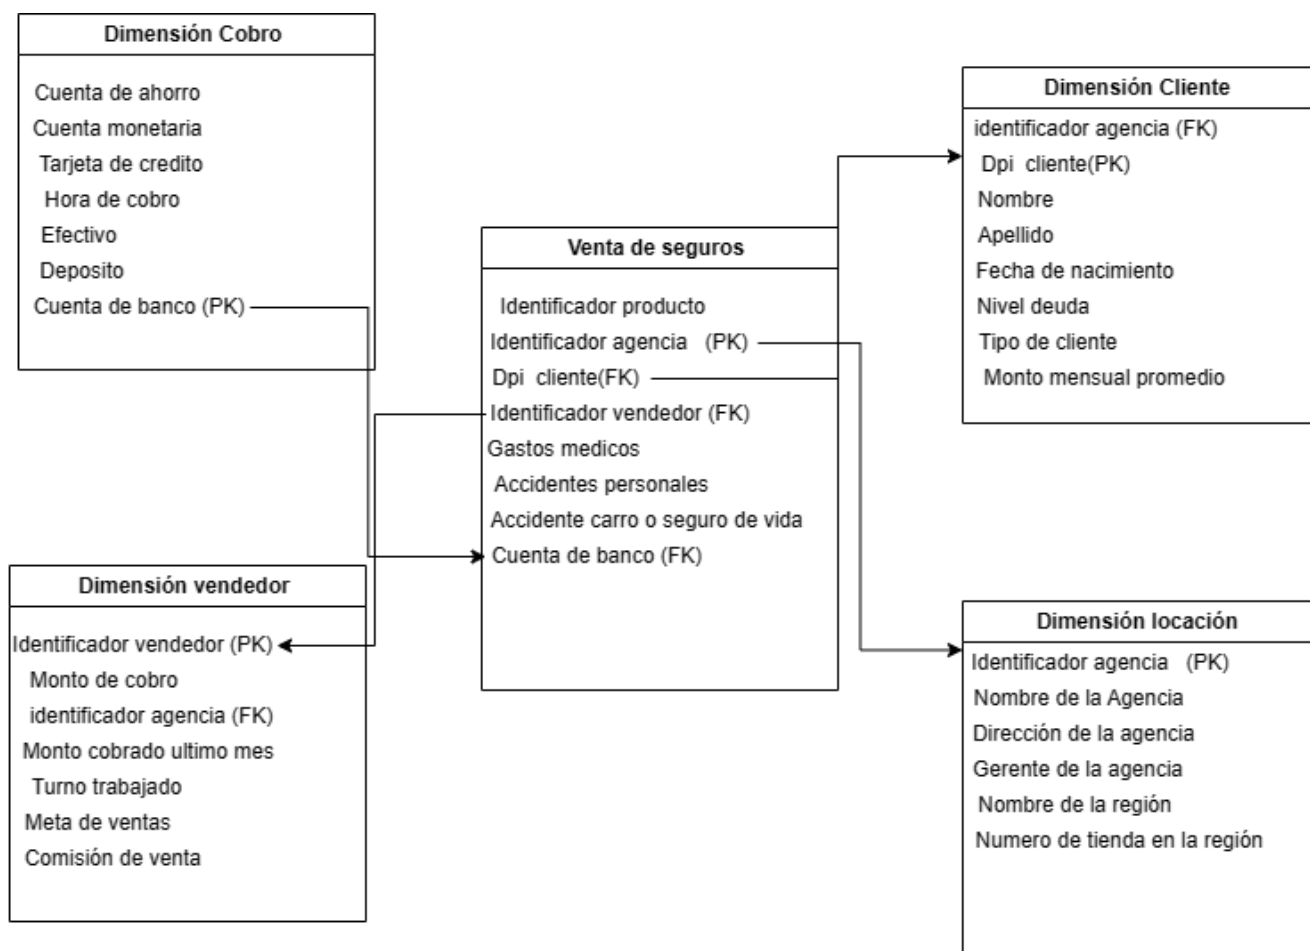 Dimensión Cobro
Cuenta de ahorro
Cuenta monetaria
Tarjeta de credito
Hora de cobro
Efectivo
Deposito
Cuenta de banco (PK)
Dimensión Cliente
identificador agencia (FK)
Dpi cliente(PK)
Nombre
Apellido
Fecha de nacimiento
Nivel deuda
Tipo de cliente
Monto mensual promedio
Venta de seguros
Identificador producto
Identificador agencia (PK)
Dpi cliente(FK)
Identificador vendedor (FK)
Gastos medicos
Accidentes personales
Accidente carro o seguro de vida
Cuenta de banco (FK)
Dimensión vendedor
Identificador vendedor (PK)
Monto de cobro
identificador agencia (FK)
Monto cobrado ultimo mes
Turno trabajado
Meta de ventas
Comisión de venta
Dimensión locación
Identificador agencia (PK)
Nombre de la Agencia
Dirección de la agencia
Gerente de la agencia
Nombre de la región
Numero de tienda en la región